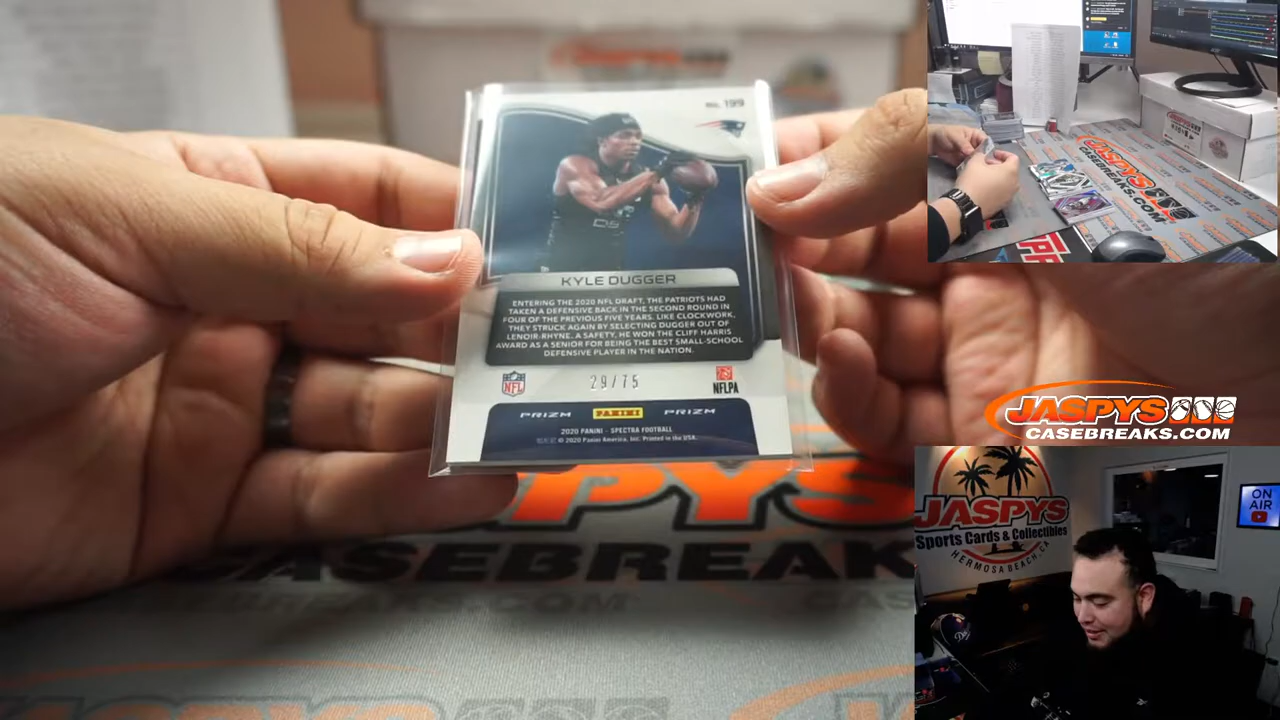 No. 199
KYLE DUGGER
ENTERING THE 2020 NFL DRAFT, THE PATRIOTS HAD
TAKEN A DEFENSIVE BACK IN THE SECOND ROUND IN
FOUR OF THE PREVIOUS FIVE YEARS. LIKE CLOCKWORK,
THEY STRUCK AGAIN BY SELECTING DUGGER OUT OF
LENOIR-RHYNE. A SAFETY, HE WON THE CLIFF HARRIS
AWARD AS A SENIOR FOR BEING THE BEST SMALL-SCHOOL
DEFENSIVE PLAYER IN THE NATION.
NFL
29/75
NFLPA
PRIZM PANINI PRIZM
2020 PANINI - SPECTRA FOOTBALL
© 2020 Panini America, Inc. Printed in the USA.
CASEBREAKS
JASPYS
CASEBREAKS.COM
JASPYS
CASEBREAKS.COM
JASPYS
Sports Cards & Collectibles
HERMOSA BEACH, CA
ON
AIR